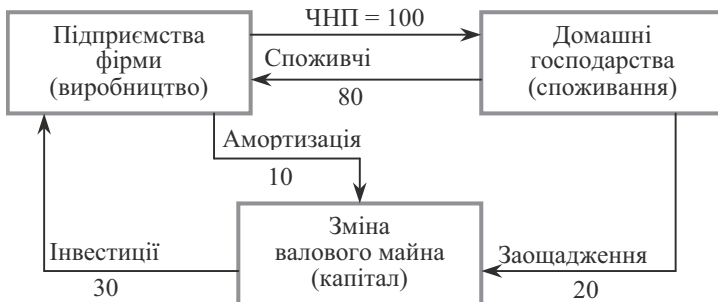 Підприємства
фірми
(виробництво)
ЧНП = 100
Споживчі
80
Домашні
господарства
(споживання)
Амортизація
10
Інвестиції
30
Зміна
валового майна
(капітал)
Заощадження
20